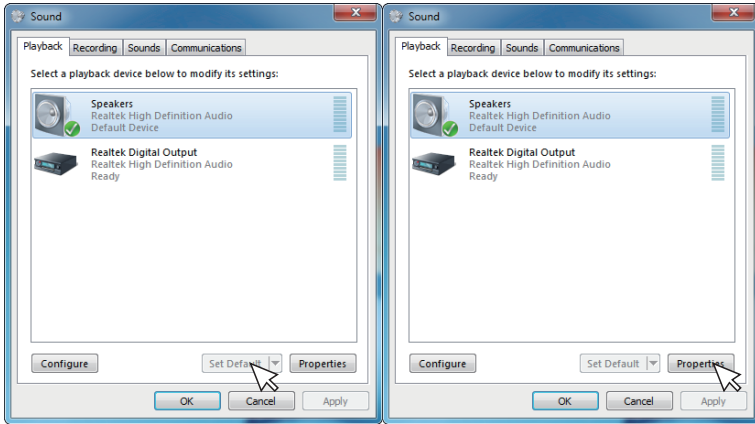 Sound
Playback Recording Sounds Communications
Select a playback device below to modify its settings:
Speakers
Realtek High Definition Audio
Default Device
Realtek Digital Output
Realtek High Definition Audio
Ready
Configure Set Default Properties
OK Cancel Apply
Sound
Playback Recording Sounds Communications
Select a playback device below to modify its settings:
Speakers
Realtek High Definition Audio
Default Device
Realtek Digital Output
Realtek High Definition Audio
Ready
Configure Set Default Properties
OK Cancel Apply